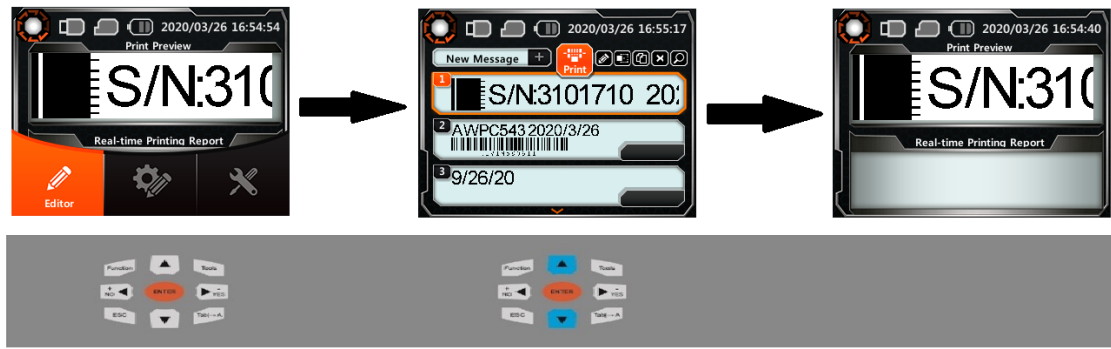 2020/03/26 16:54:54
Print Preview
S/N:310
Real-time Printing Report
Editor
2020/03/26 16:55:17
New Message +
Print
1
S/N:3101710 20
2
AWPC543 2020/3/26
3
9/26/20
2020/03/26 16:54:40
Print Preview
S/N:310
Real-time Printing Report
Function Tools
+ NO ENTER - YES
ESC Tab|→A
Function Tools
+ NO ENTER - YES
ESC Tab|→A